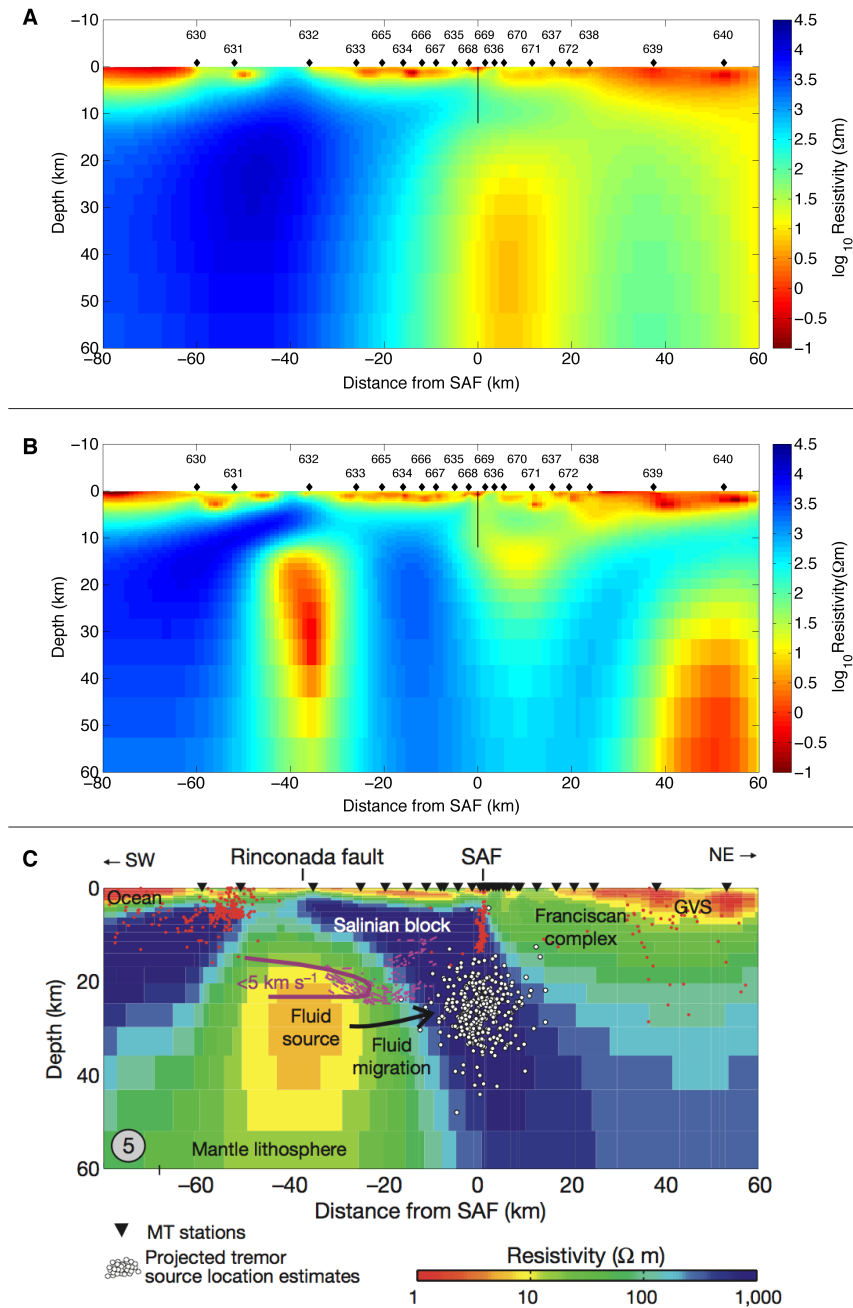 A
630 632 665 666 635 669 670 637 638 640
631 633 634 667 668 636 671 672 639
−10
0
10
20
30
40
50
60
Depth (km)
−80 −60 −40 −20 0 20 40 60
Distance from SAF (km)
4.5
4
3.5
3
2.5
2
1.5
1
0.5
0
−0.5
−1
log10 Resistivity (Ωm)
B
630 632 665 666 635 669 670 637 638 640
631 633 634 667 668 636 671 672 639
−10
0
10
20
30
40
50
60
Depth (km)
−80 −60 −40 −20 0 20 40 60
Distance from SAF (km)
4.5
4
3.5
3
2.5
2
1.5
1
0.5
0
−0.5
−1
log10 Resistivity(Ωm)
C
← SW Rinconada fault SAF NE →
0
20
40
60
Depth (km)
Ocean
GVS
Salinian block
Franciscan
complex
<5 km s−1
Fluid
source
Fluid
migration
5
Mantle lithosphere
−60 −40 −20 0 20 40 60
Distance from SAF (km)
MT stations
Projected tremor
source location estimates
Resistivity (Ω m)
1 10 100 1,000